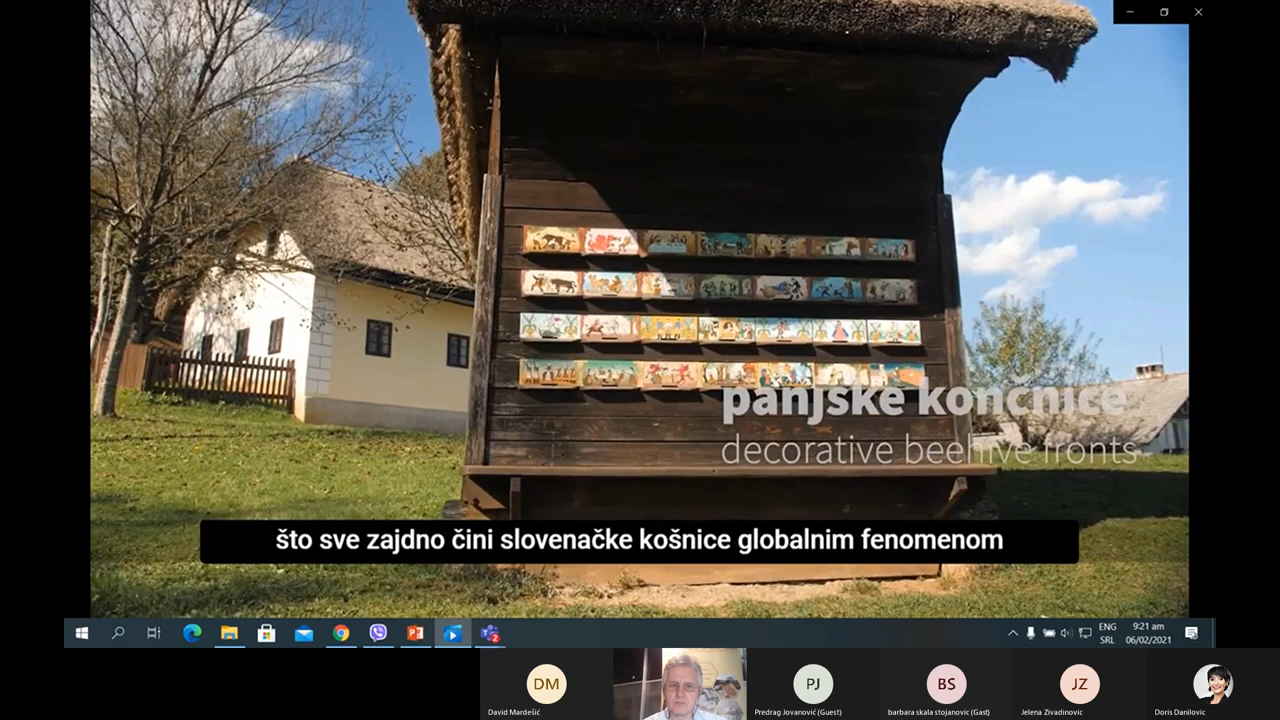 panjske končnice
decorative beehive fronts
što sve zajdno čini slovenačke košnice globalnim fenomenom
ENG
SRL
9:21 am
06/02/2021
DM
David Mardešić
PJ
Predrag Jovanović (Guest)
BS
barbara skala stojanovic (Gast)
JZ
Jelena Zivadinovic
Doris Danilovic